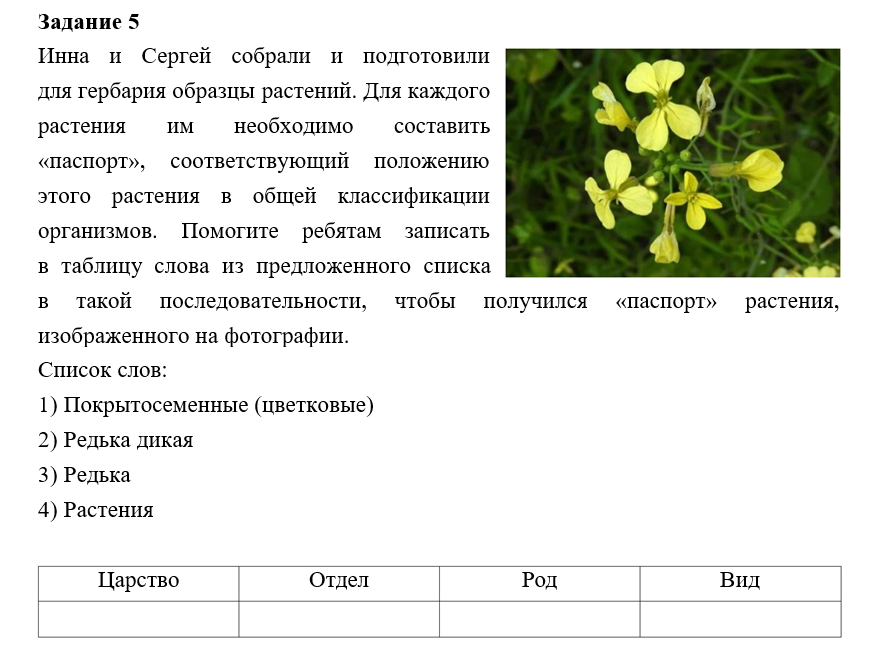 Задание 5
Инна и Сергей собрали и подготовили
для гербария образцы растений. Для каждого
растения им необходимо составить
«паспорт», соответствующий положению
этого растения в общей классификации
организмов. Помогите ребятам записать
в таблицу слова из предложенного списка
в такой последовательности, чтобы получился «паспорт» растения,
изображенного на фотографии.
Список слов:
1) Покрытосеменные (цветковые)
2) Редька дикая
3) Редька
4) Растения
Царство Отдел Род Вид